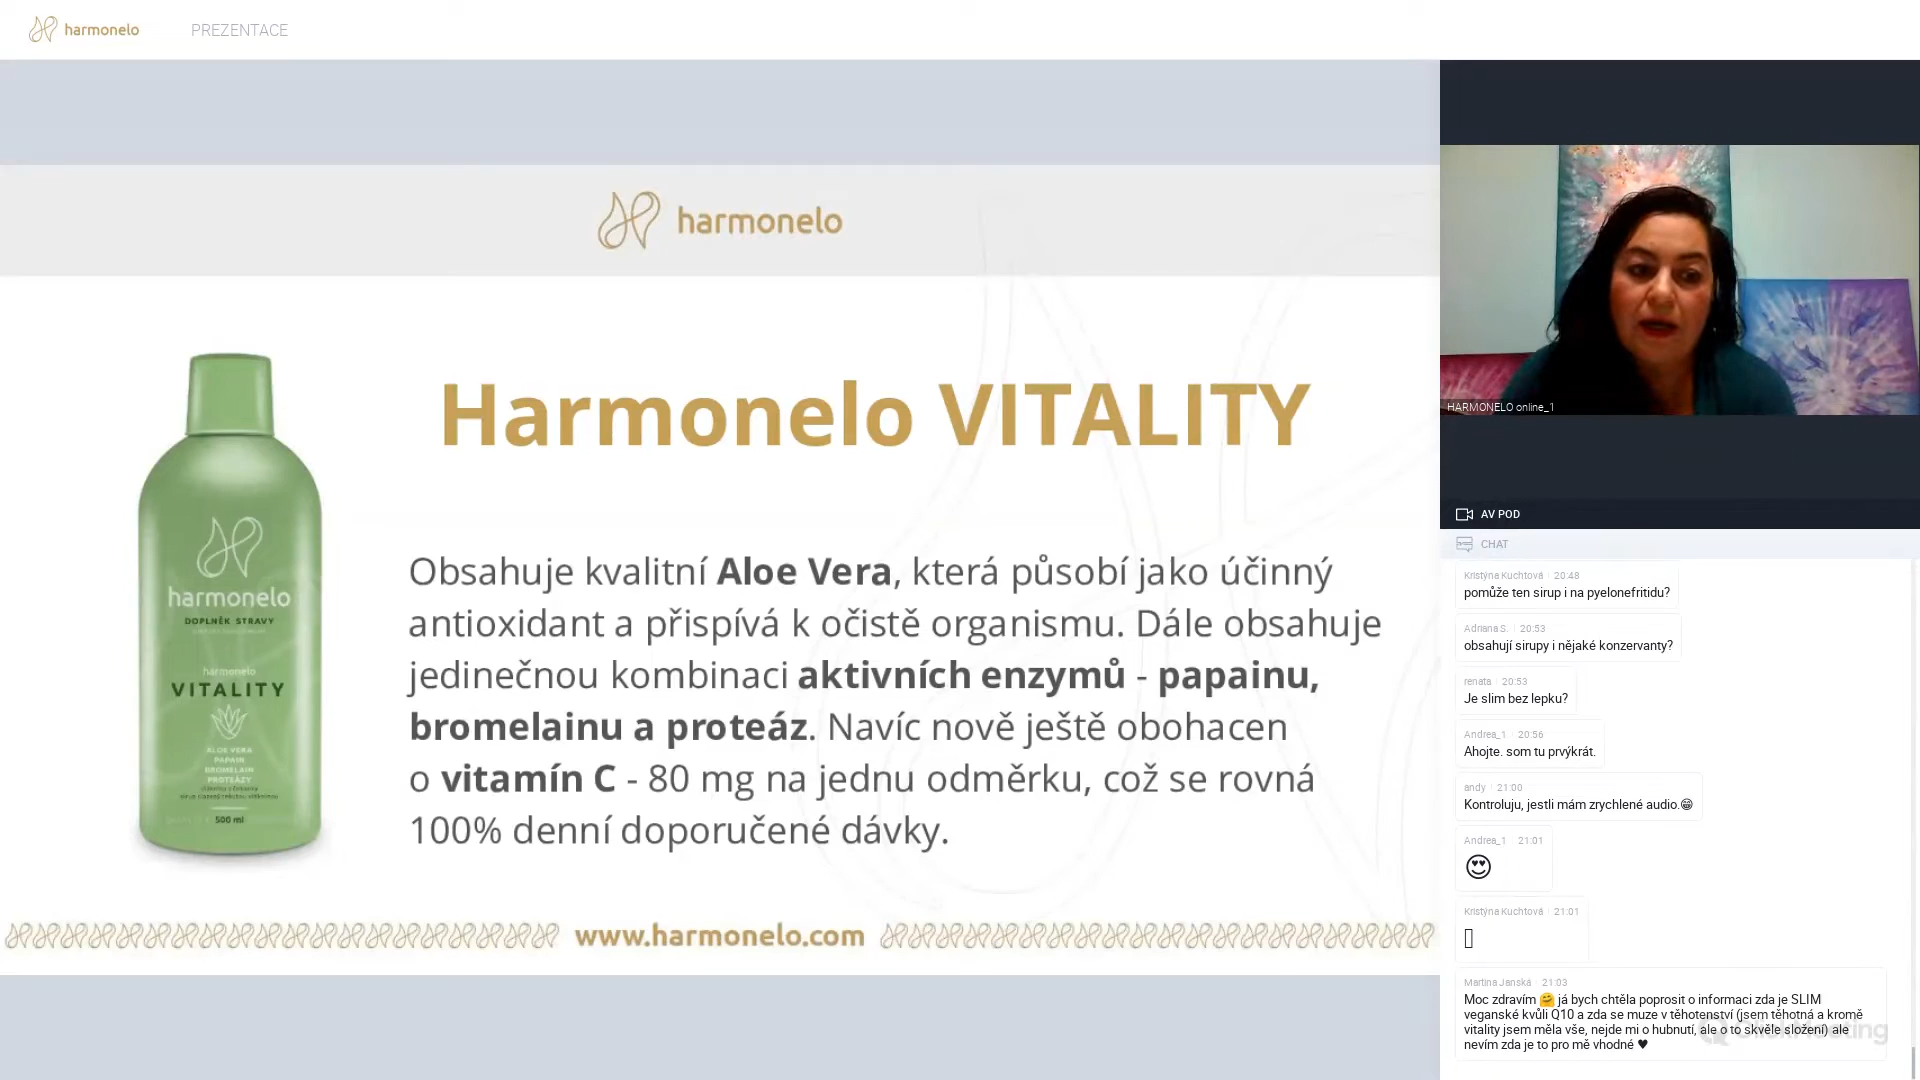 harmonelo
PREZENTACE
harmonelo
Harmonelo VITALITY
Obsahuje kvalitní Aloe Vera, která působí jako účinný
antioxidant a přispívá k očistě organismu. Dále obsahuje
jedinečnou kombinaci aktivních enzymů - papainu,
bromelainu a proteáz. Navíc nově ještě obohacen
o vitamín C - 80 mg na jednu odměrku, což se rovná
100% denní doporučené dávky.
harmonelo
DOPLNĚK STRAVY
harmonelo
VITALITY
ALOE VERA
PAPAIN
BROMELAIN
PROTEÁZY
500 ml
www.harmonelo.com
HARMONELO online_1
AV POD
CHAT
Kristýna Kuchtová 20:48
pomůže ten sirup i na pyelonefritidu?
Adriana S. 20:53
obsahují sirupy i nějaké konzervanty?
renata 20:53
Je slim bez lepku?
Andrea_1 20:56
Ahojte. som tu prvýkrát.
andy 21:00
Kontroluju, jestli mám zrychlené audio.😁
Andrea_1 21:01
😍
Kristýna Kuchtová 21:01
Martina Janská 21:03
Moc zdravím 🤗 já bych chtěla poprosit o informaci zda je SLIM
veganské kvůli Q10 a zda se muze v těhotenství (jsem těhotná a kromě
vitality jsem měla vše, nejde mi o hubnutí, ale o to skvěle složení) ale
nevím zda je to pro mě vhodné ♥
ClickMeeting